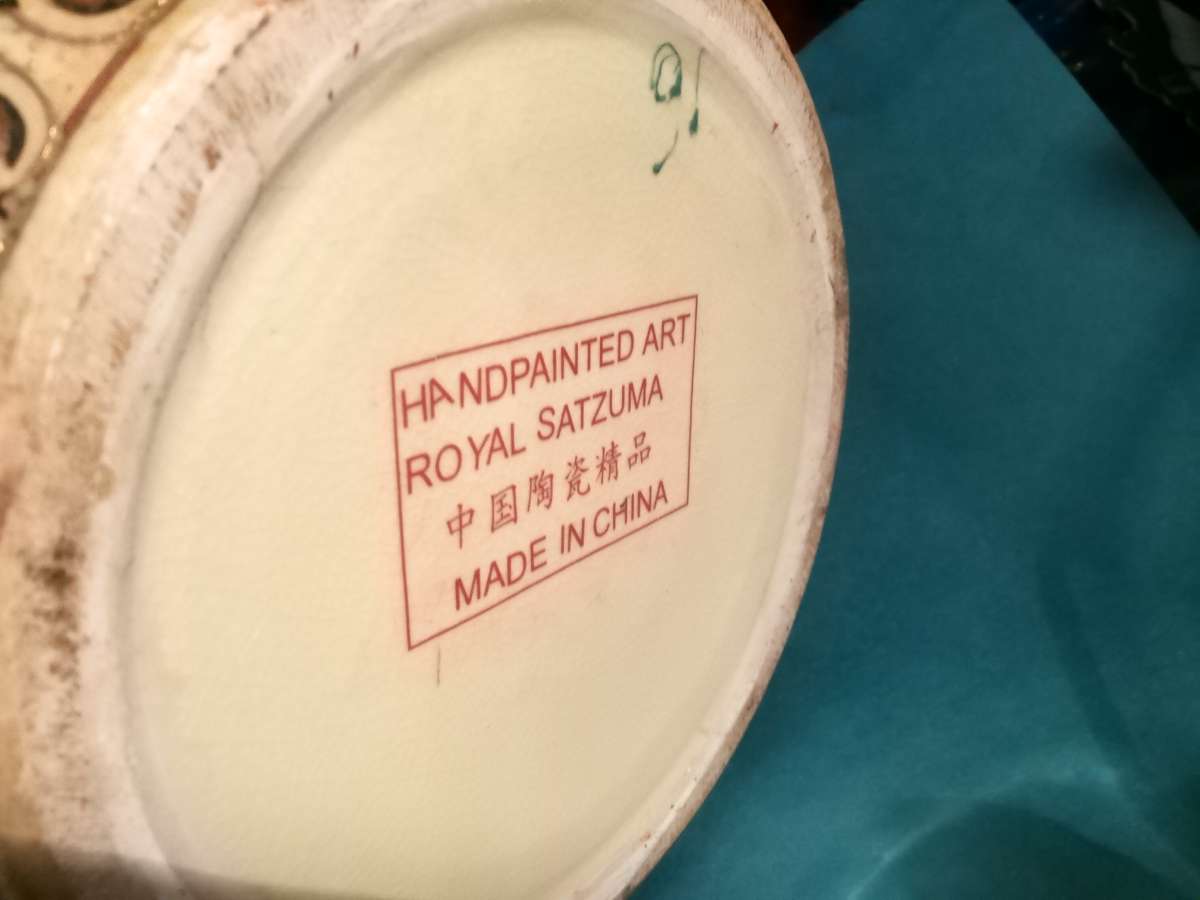 HANDPAINTED ART
ROYAL SATZUMA
中国陶瓷精品
MADE IN CHINA